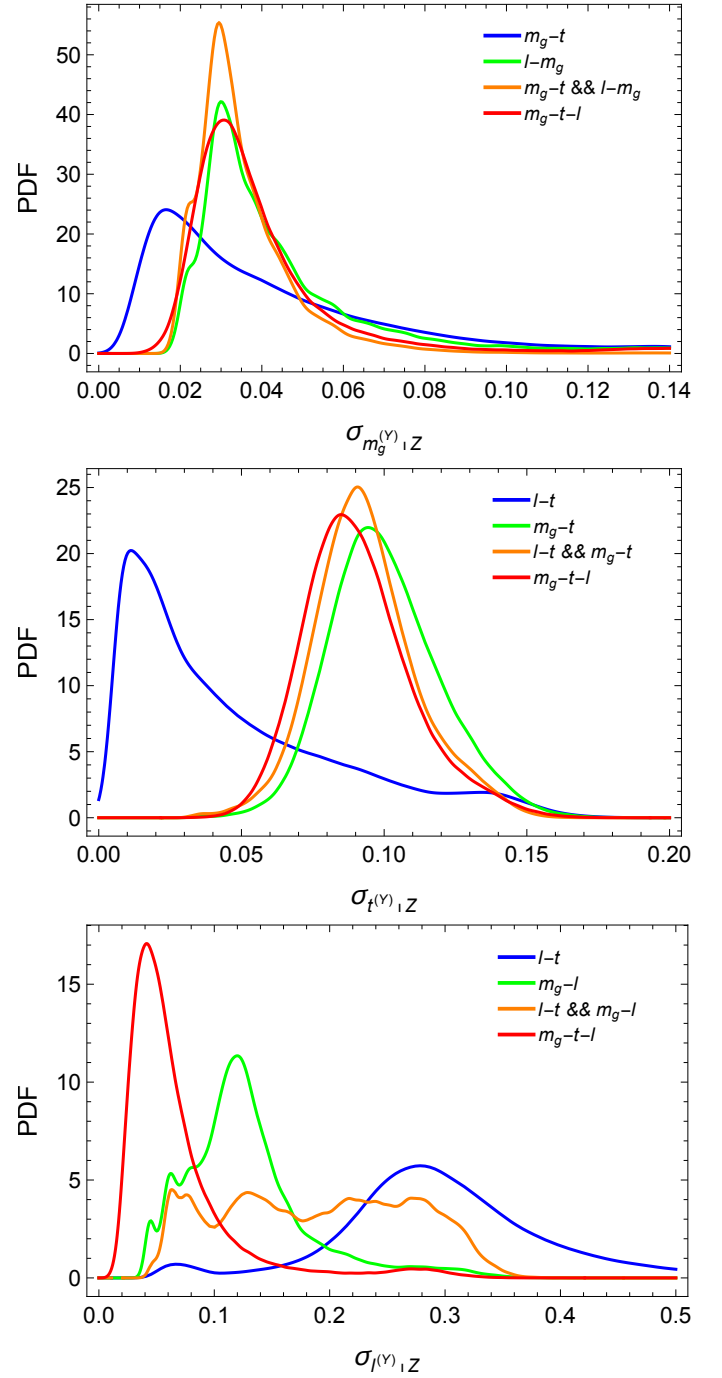 m_g-t
l-m_g
m_g-t && l-m_g
m_g-t-l
PDF
50
40
30
20
10
0
0.00 0.02 0.04 0.06 0.08 0.10 0.12 0.14
σ_{m_g^{(Y)} ı Z}
l-t
m_g-t
l-t && m_g-t
m_g-t-l
PDF
25
20
15
10
5
0
0.00 0.05 0.10 0.15 0.20
σ_{t^{(Y)} ı Z}
l-t
m_g-l
l-t && m_g-l
m_g-t-l
PDF
15
10
5
0
0.0 0.1 0.2 0.3 0.4 0.5
σ_{l^{(Y)} ı Z}